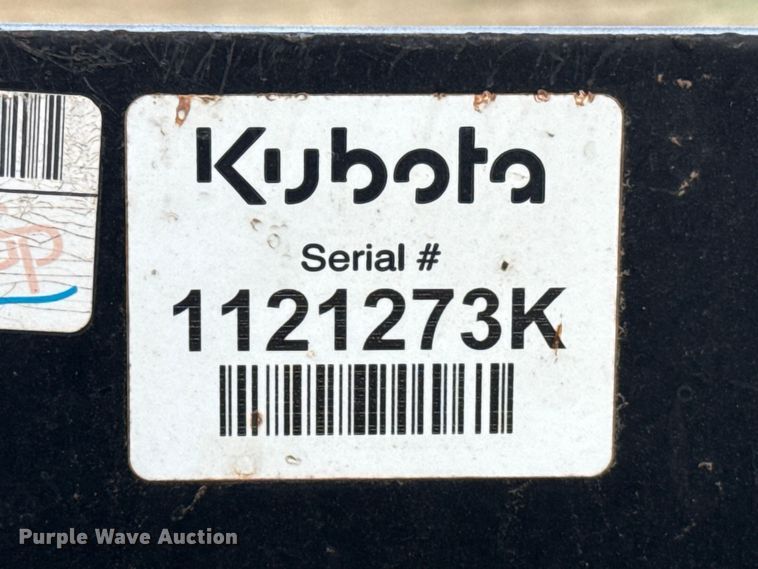 Kubota
Serial #
1121273K
Purple Wave Auction